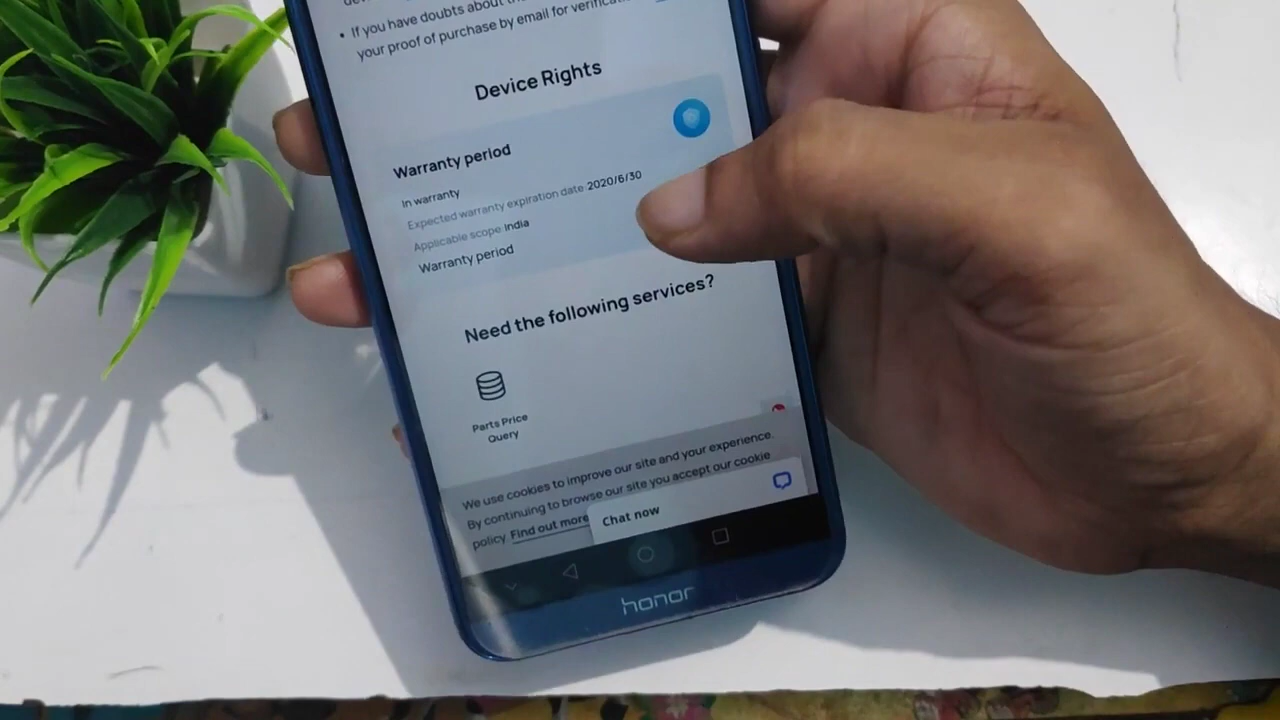 • If you have doubts about the
your proof of purchase by email for
Device Rights
Warranty period
In warranty
Expected warranty expiration date:2020/6/30
Applicable scope:India
Warranty period
Need the following services?
Parts Price
Query
We use cookies to improve our site and your experience.
By continuing to browse our site you accept our cookie
policy Find out more
Chat now
honor